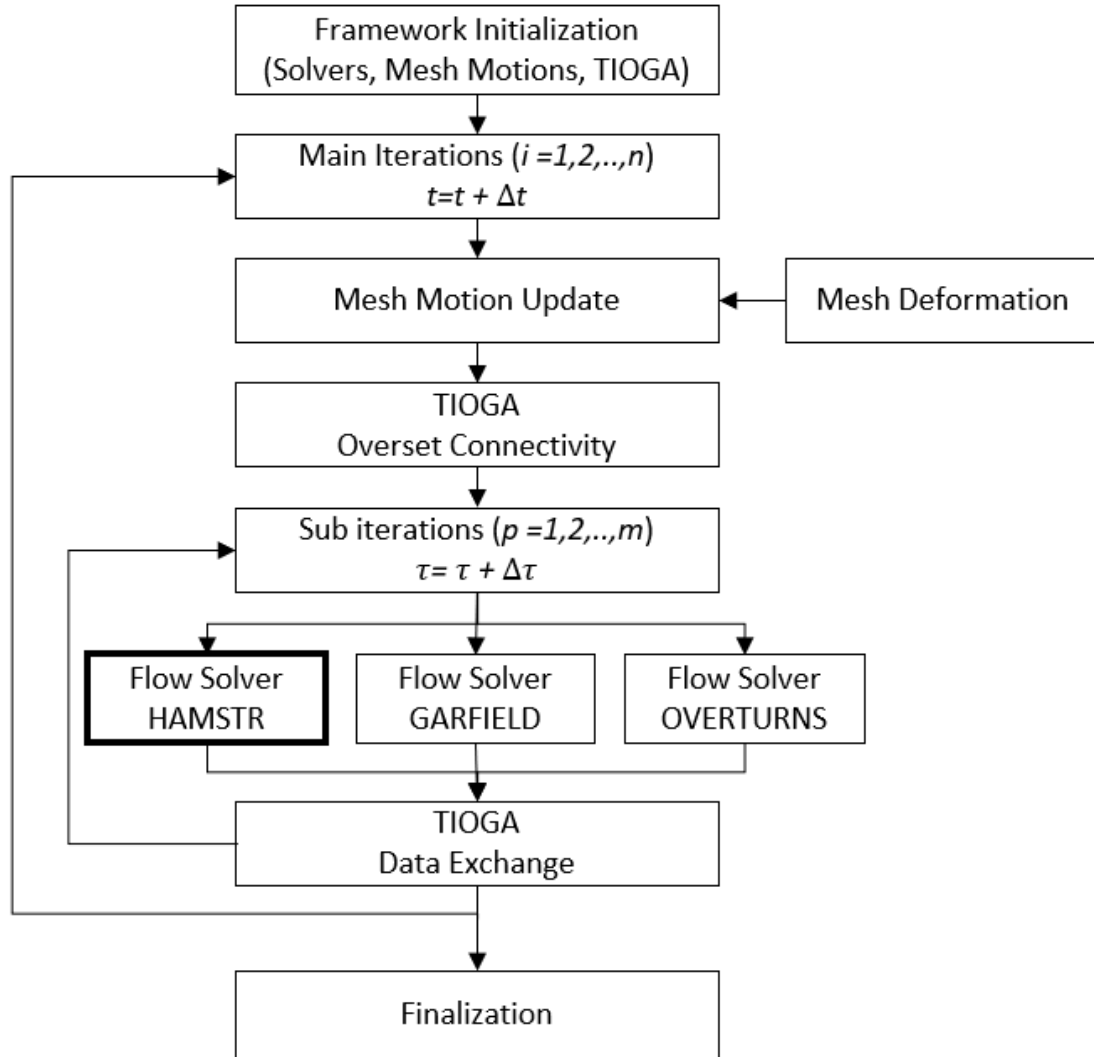 Framework Initialization
(Solvers, Mesh Motions, TIOGA)
Main Iterations (i =1,2,..,n)
t=t + Δt
Mesh Motion Update
Mesh Deformation
TIOGA
Overset Connectivity
Sub iterations (p =1,2,..,m)
τ= τ + Δτ
Flow Solver
HAMSTR
Flow Solver
GARFIELD
Flow Solver
OVERTURNS
TIOGA
Data Exchange
Finalization